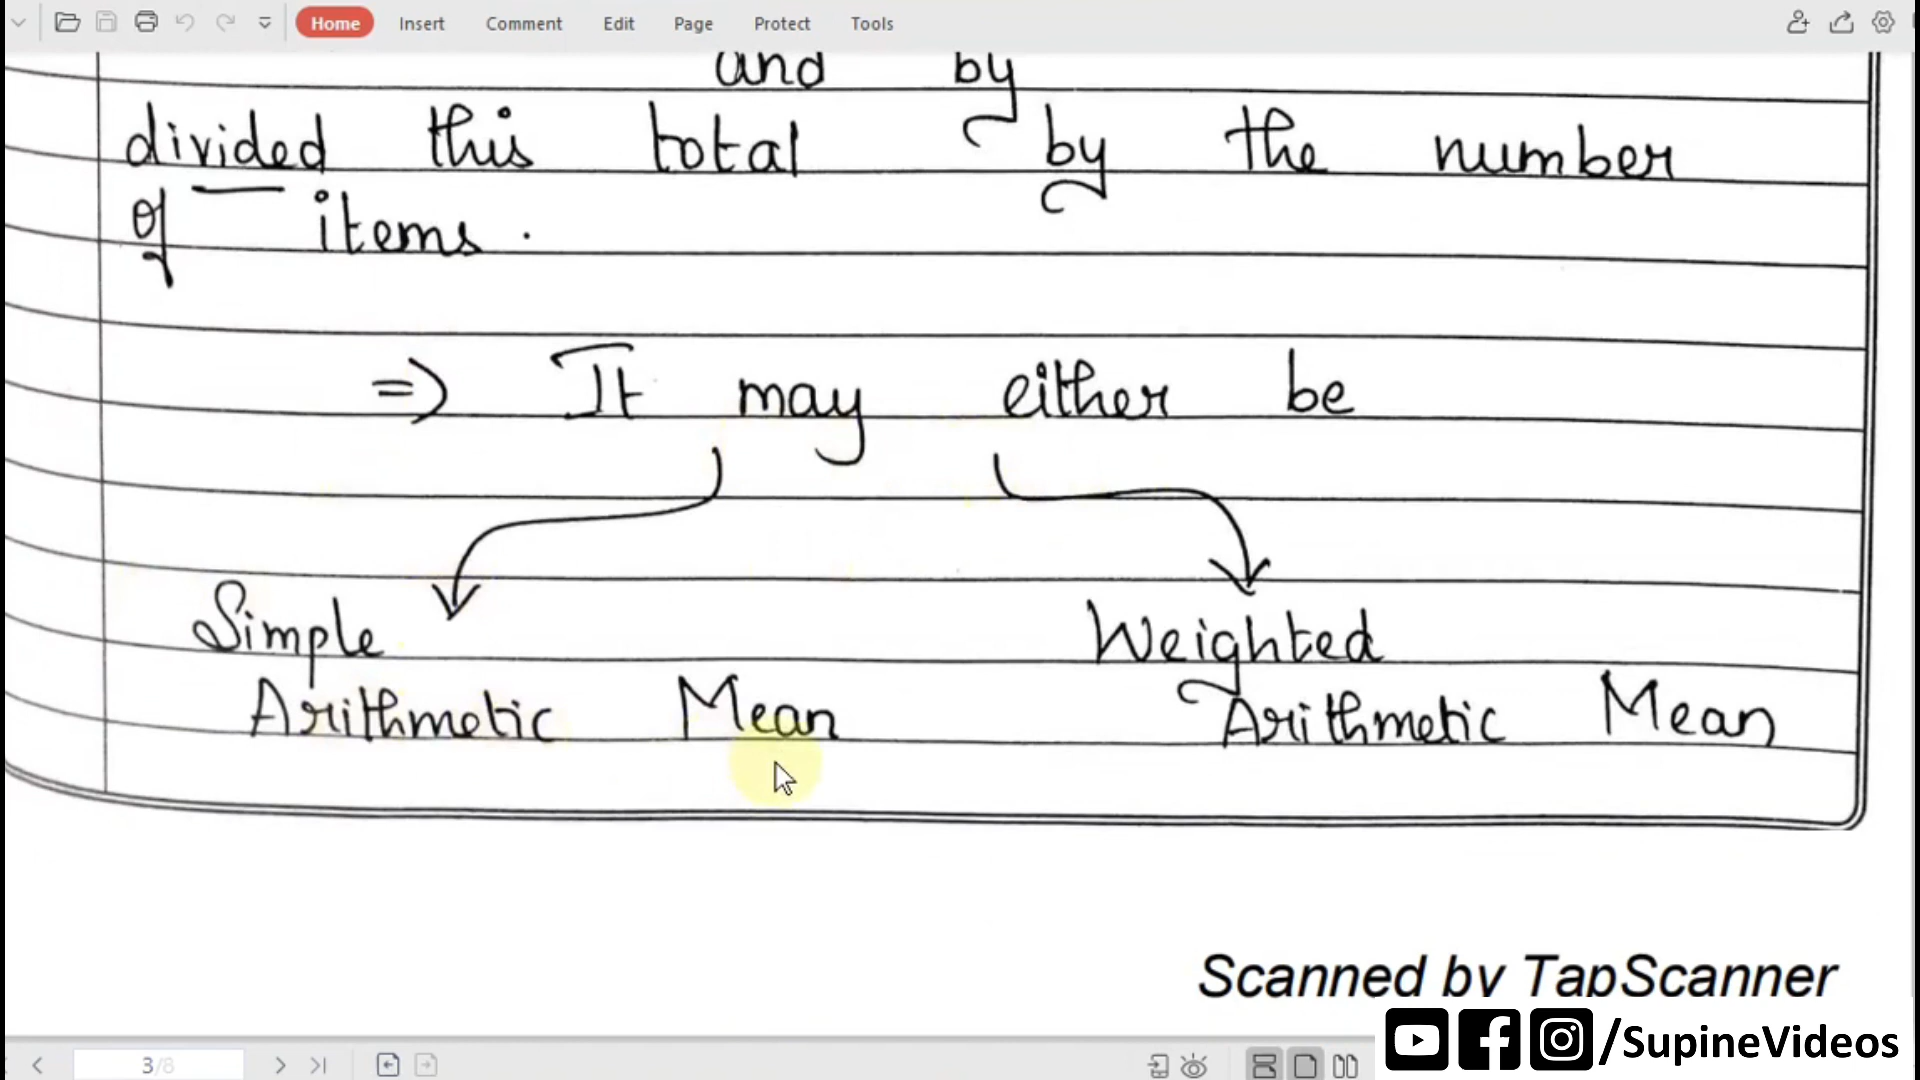 Home Insert Comment Edit Page Protect Tools
and by
divided this total by the number
of items.
=> It may either be
Simple
Arithmetic Mean
Weighted
Arithmetic Mean
Scanned by TapScanner
3/8
/SupineVideos